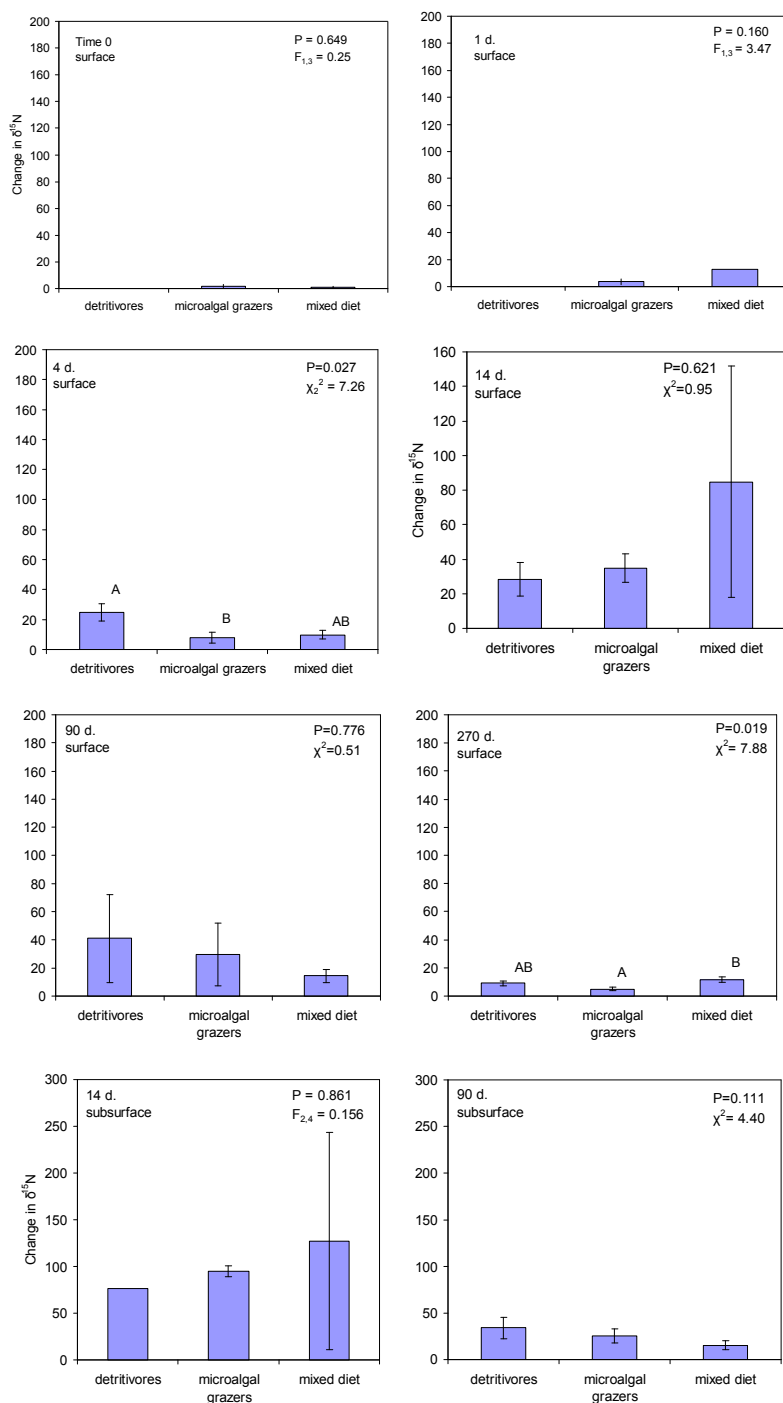 Time 0
surface
P = 0.649
F1,3 = 0.25
Change in δ15N
200
180
160
140
120
100
80
60
40
20
0
detritivores microalgal grazers mixed diet
1 d.
surface
P = 0.160
F1,3 = 3.47
200
180
160
140
120
100
80
60
40
20
0
detritivores microalgal grazers mixed diet
4 d.
surface
P=0.027
χ2² = 7.26
200
180
160
140
120
100
80
60
40
20
0
A
B
AB
detritivores microalgal grazers mixed diet
14 d.
surface
P=0.621
χ²=0.95
Change in δ15N
160
140
120
100
80
60
40
20
0
detritivores microalgal mixed diet
grazers
90 d.
surface
P=0.776
χ²=0.51
200
180
160
140
120
100
80
60
40
20
0
detritivores microalgal mixed diet
grazers
270 d.
surface
P=0.019
χ² = 7.88
200
180
160
140
120
100
80
60
40
20
0
AB
A
B
detritivores microalgal mixed diet
grazers
14 d.
subsurface
P = 0.861
F2,4 = 0.156
Change in δ15N
300
250
200
150
100
50
0
detritivores microalgal mixed diet
grazers
90 d.
subsurface
P=0.111
χ²= 4.40
300
250
200
150
100
50
0
detritivores microalgal mixed diet
grazers